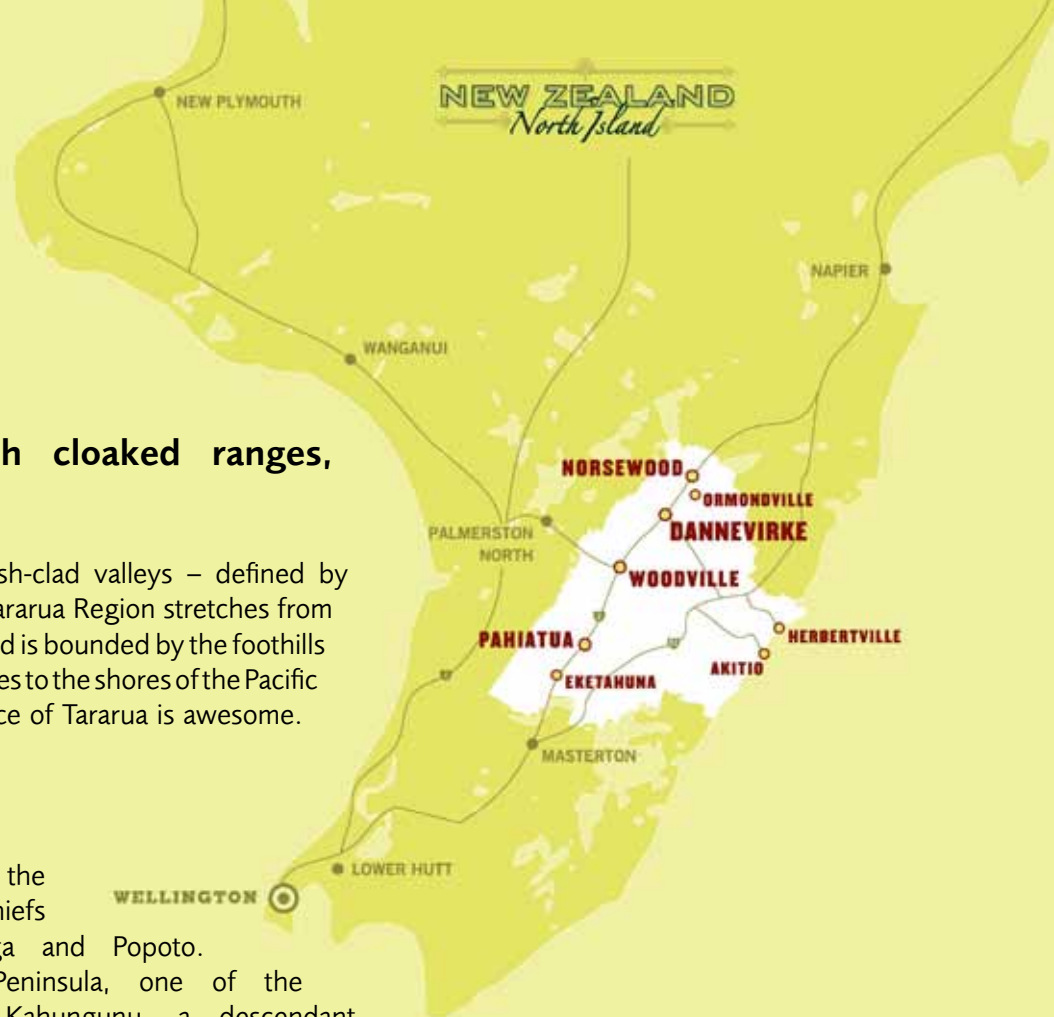 NEW PLYMOUTH
NEW ZEALAND
North Island
NAPIER
WANGANUI
h cloaked ranges,
NORSEWOOD
ORMONDVILLE
DANNEVIRKE
PALMERSTON
NORTH
WOODVILLE
sh-clad valleys – defined by
ararua Region stretches from
d is bounded by the foothills
es to the shores of the Pacific
ce of Tararua is awesome.
PAHIATUA
HERBERTVILLE
AKITIO
EKETAHUNA
MASTERTON
LOWER HUTT
WELLINGTON
the
hiefs
ga and Popoto.
Peninsula, one of the
Kahungunu, a descendant